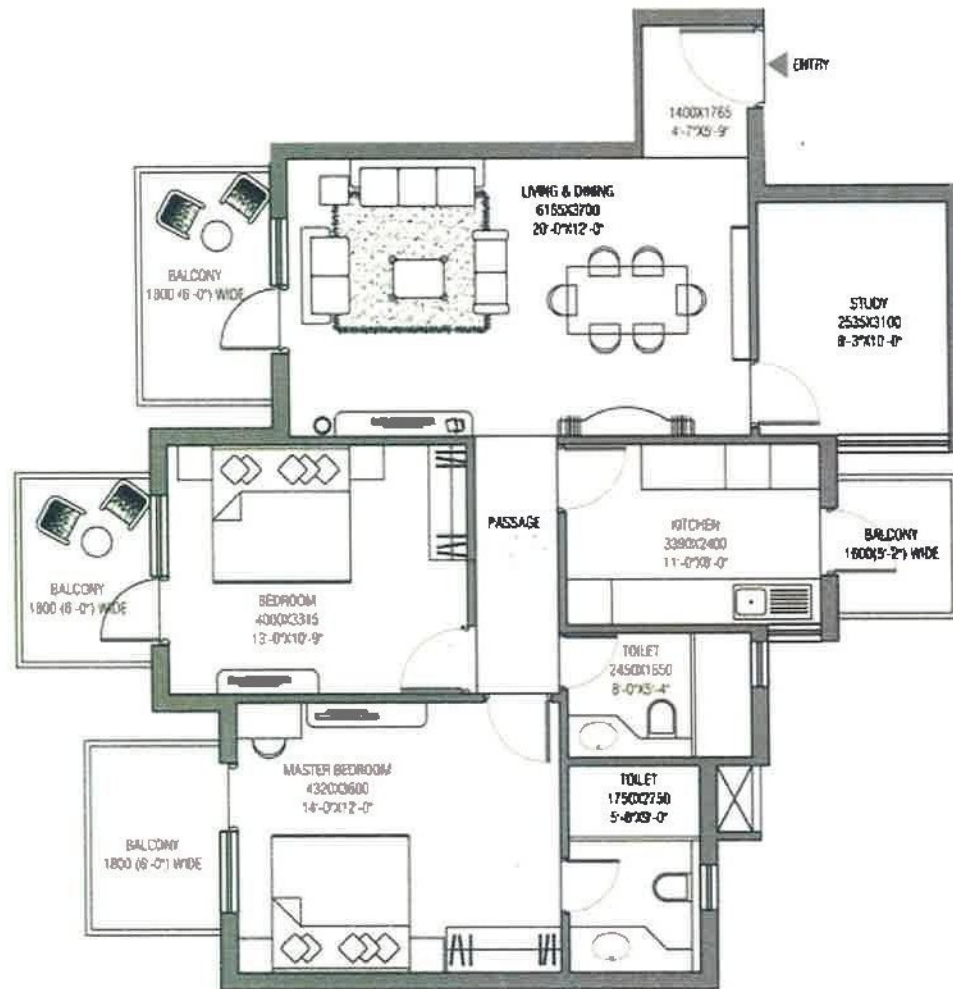 ENTRY
1400X1765
4'-7"X5'-9"
LIVING & DINING
6165X3700
20'-0"X12'-0"
BALCONY
1800 (6'-0") WIDE
STUDY
2535X3100
8'-3"X10'-0"
PASSAGE
KITCHEN
3390X2400
11'-0"X8'-0"
BALCONY
1600(5'-2") WIDE
BALCONY
1800 (6'-0") WIDE
BEDROOM
4000X3315
13'-0"X10'-9"
TOILET
2450X1650
8'-0"X5'-4"
MASTER BEDROOM
4320X3600
14'-0"X12'-0"
TOILET
1750X2750
5'-8"X9'-0"
BALCONY
1800 (6'-0") WIDE